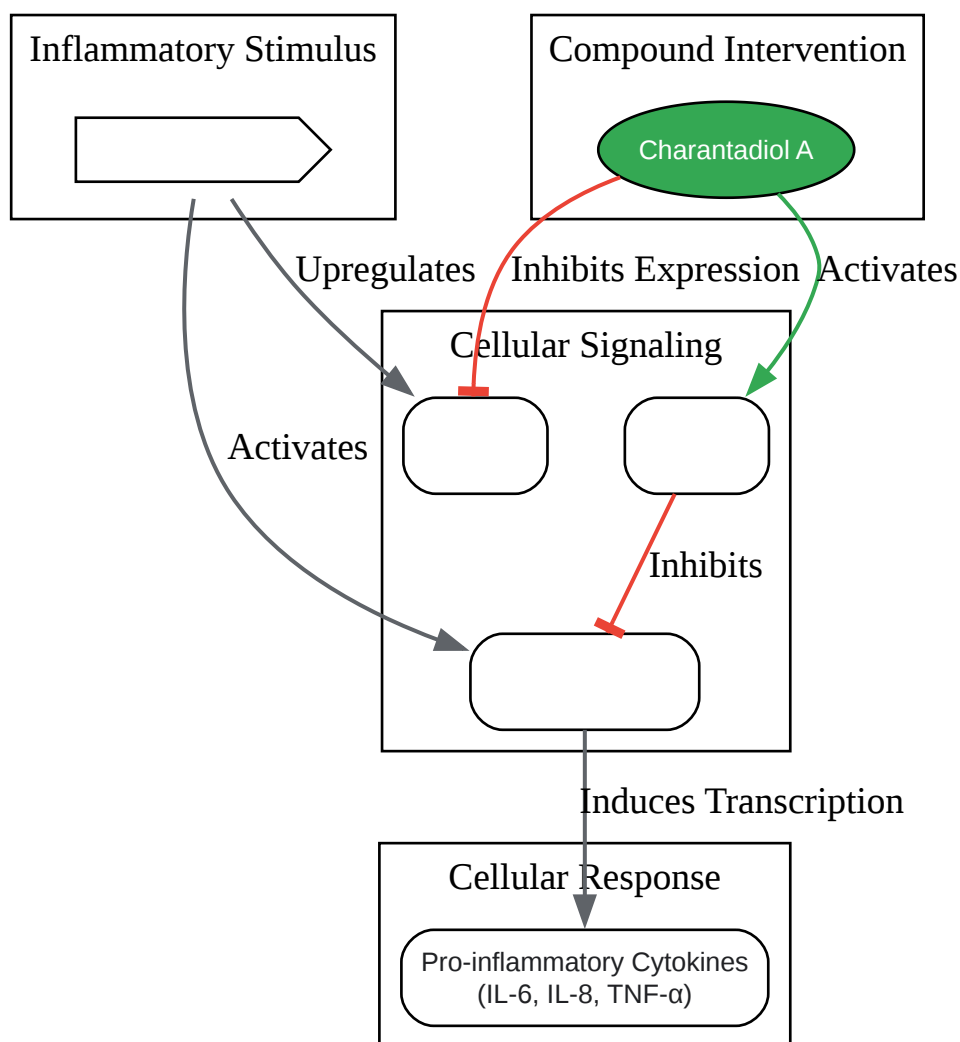 Inflammatory Stimulus
Compound Intervention
Charantadiol A
Upregulates
Inhibits Expression
Activates
Cellular Signaling
Activates
Inhibits
Induces Transcription
Cellular Response
Pro-inflammatory Cytokines
(IL-6, IL-8, TNF-α)